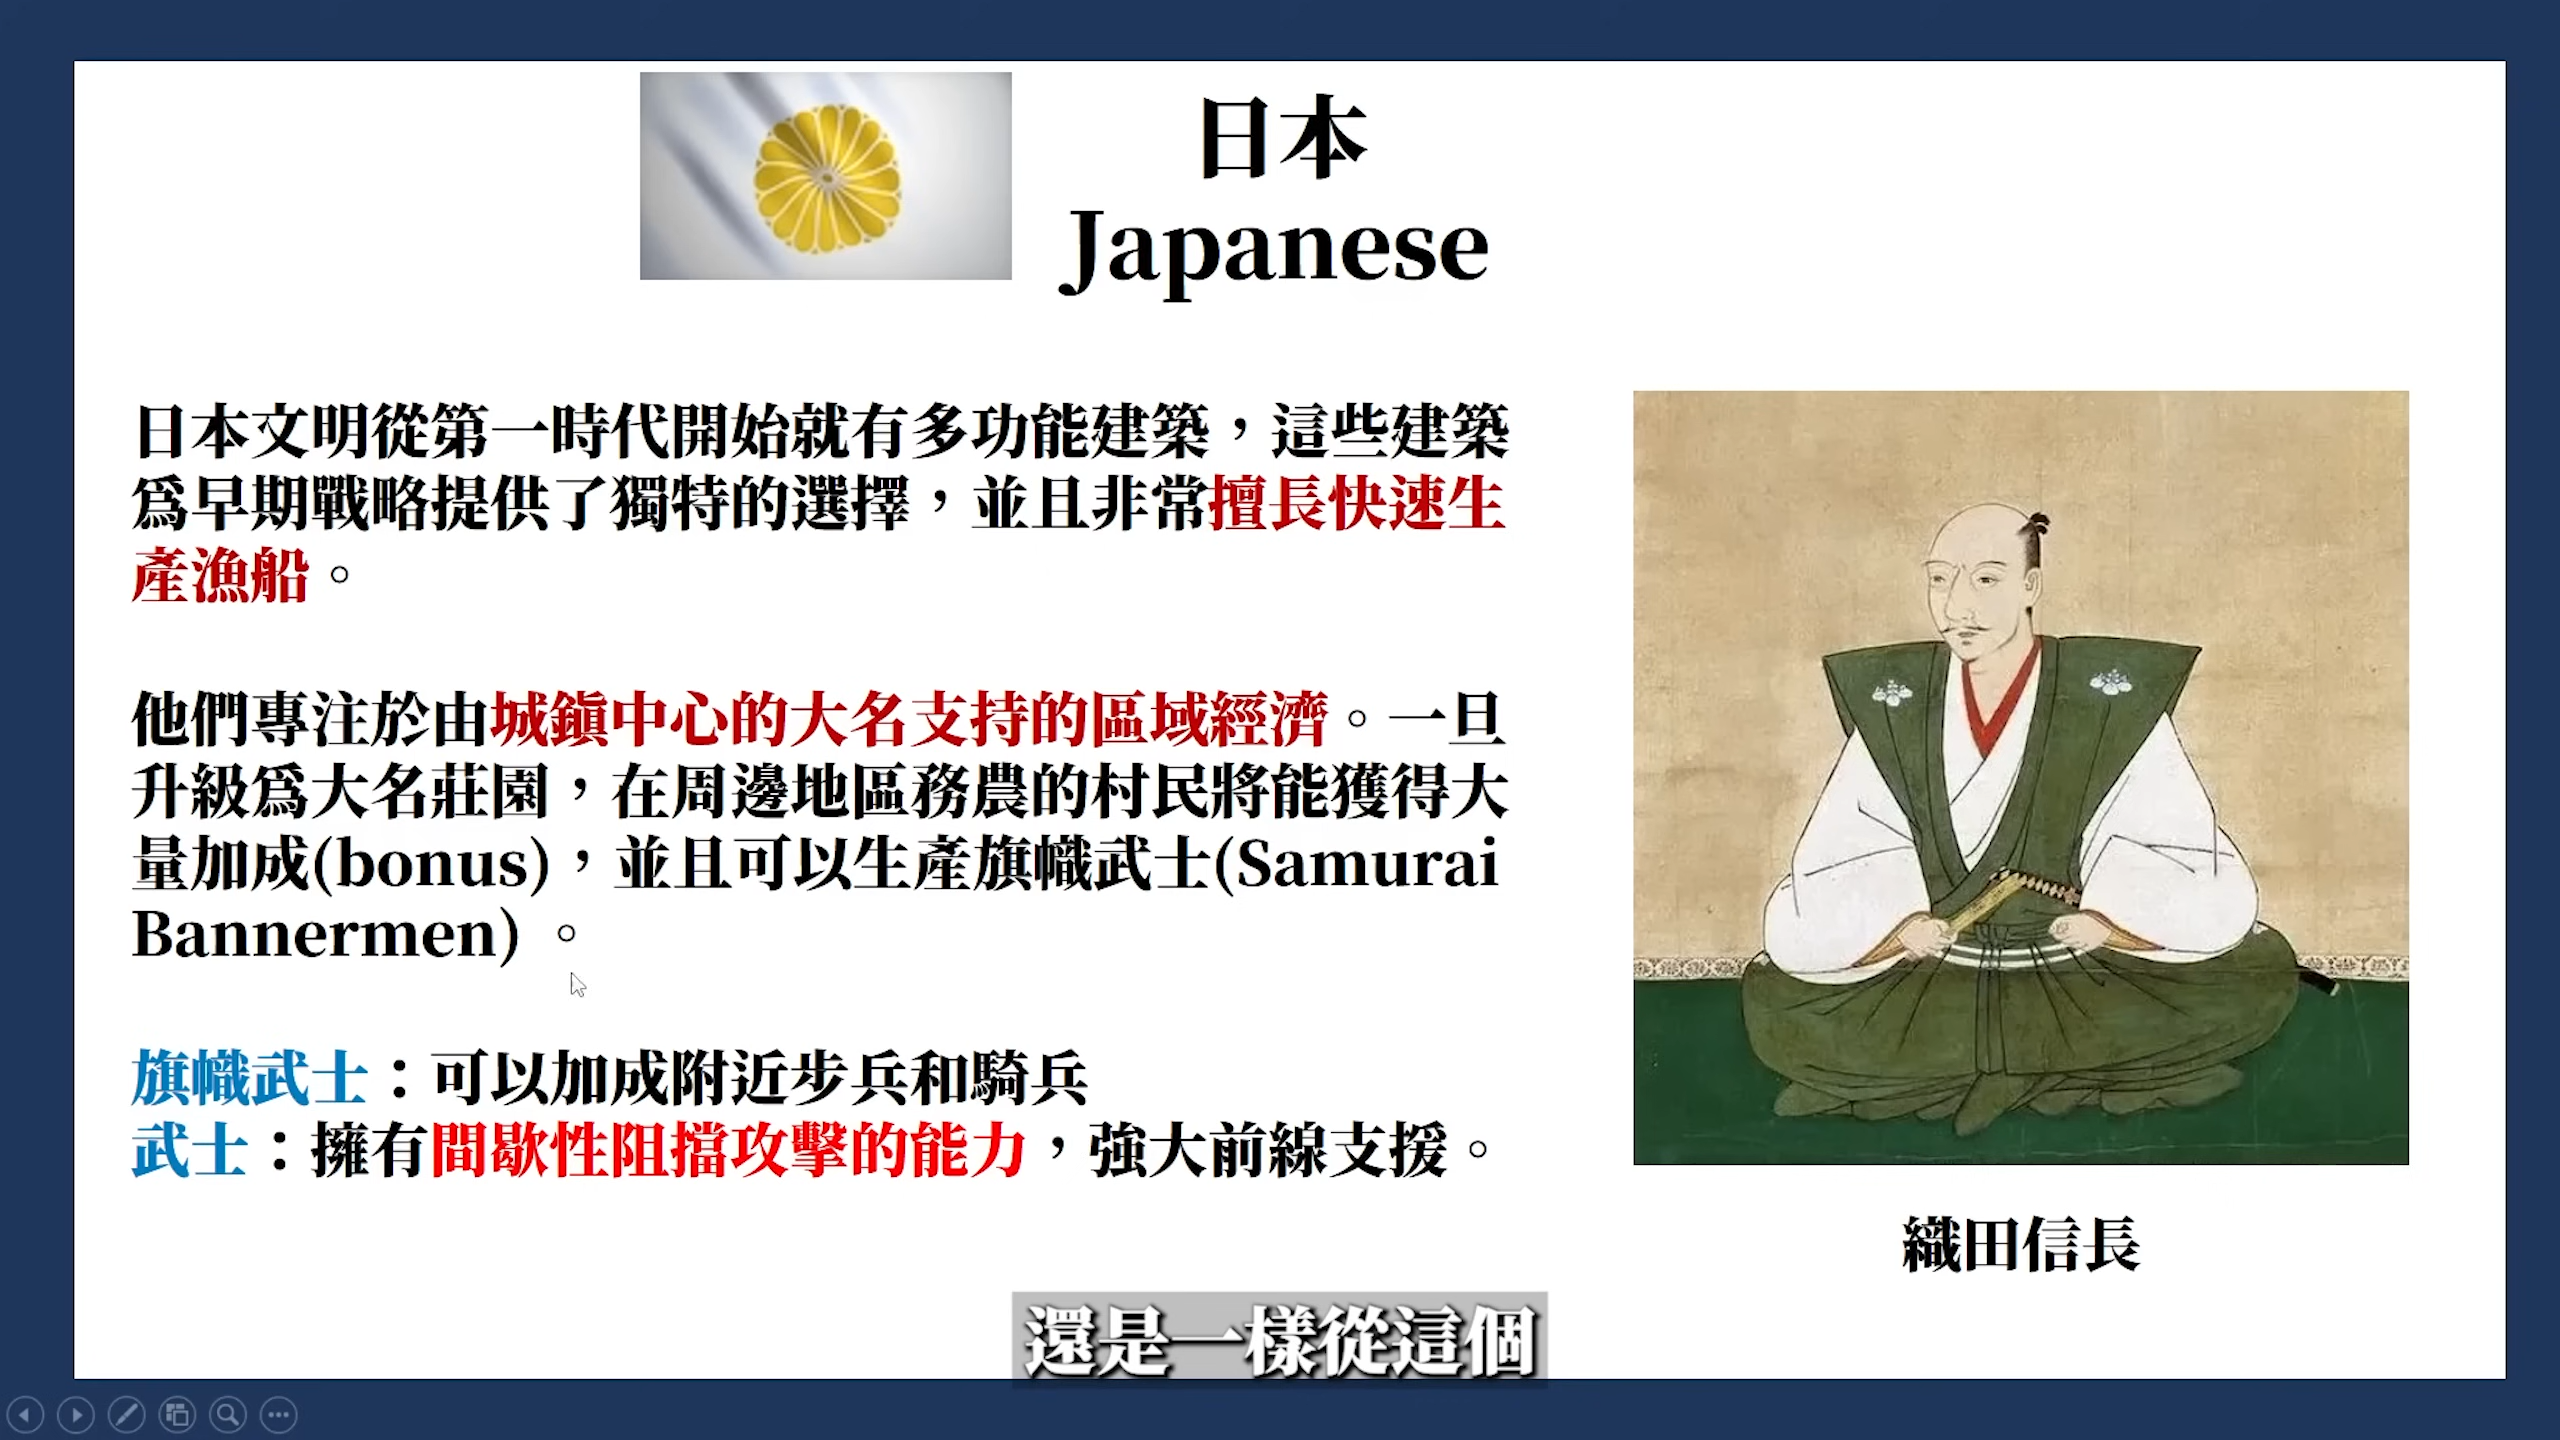 日本
Japanese
日本文明從第一時代開始就有多功能建築，這些建築
爲早期戰略提供了獨特的選擇，並且非常擅長快速生
產漁船。
他們專注於由城鎭中心的大名支持的區域經濟。一旦
升級爲大名莊園，在周邊地區務農的村民將能獲得大
量加成(bonus)，並且可以生產旗幟武士(Samurai
Bannermen) 。
旗幟武士：可以加成附近步兵和騎兵
武士：擁有間歇性阻擋攻擊的能力，強大前線支援。
織田信長
還是一樣從這個